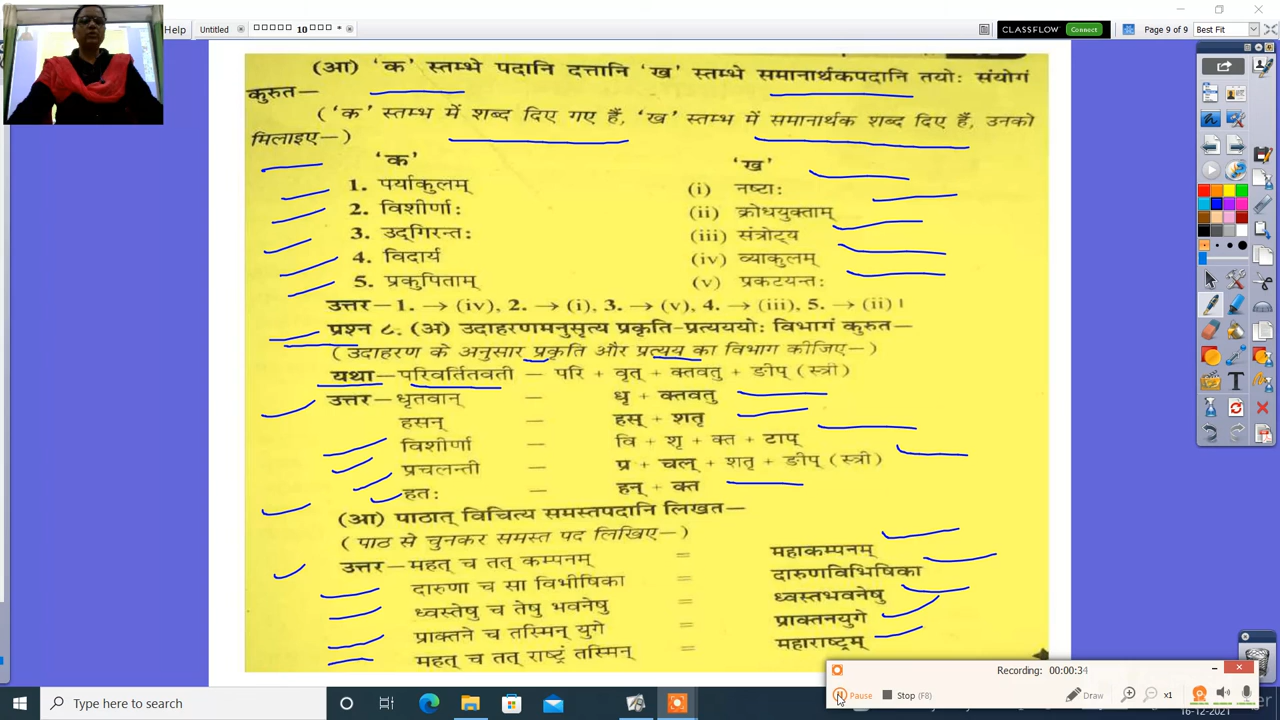 Help
Untitled
10 *
CLASSFLOW Connect
Page 9 of 9
Best Fit
(आ) 'क' स्तम्भे पदानि दत्तानि 'ख' स्तम्भे समानार्थकपदानि तयोः संयोगं
कुरुत—
('क' स्तम्भ में शब्द दिए गए हैं, 'ख' स्तम्भ में समानार्थक शब्द दिए हैं, उनको
मिलाइए—)
'क' 'ख'
1. पर्याकुलम् (i) नष्टाः
2. विशीर्णाः (ii) क्रोधयुक्ताम्
3. उद्गिरन्तः (iii) संत्रोट्य
4. विदार्य (iv) व्याकुलम्
5. प्रकुपिताम् (v) प्रकटयन्तः
उत्तर—1. → (iv), 2. → (i), 3. → (v), 4. → (iii), 5. → (ii)।
प्रश्न ८. (अ) उदाहरणमनुसृत्य प्रकृति-प्रत्यययोः विभागं कुरुत—
(उदाहरण के अनुसार प्रकृति और प्रत्यय का विभाग कीजिए—)
यथा—परिवर्तितवती — परि + वृत् + क्तवतु + ङीप् (स्त्री)
उत्तर—धृतवान् — धृ + क्तवतु
हसन् — हस् + शतृ
विशीर्णा — वि + शृ + क्त + टाप्
प्रचलन्ती — प्र + चल् + शतृ + ङीप् (स्त्री)
हतः — हन् + क्त
(आ) पाठात् विचित्य समस्तपदानि लिखत—
(पाठ से चुनकर समस्त पद लिखिए—)
उत्तर—महत् च तत् कम्पनम् = महाकम्पनम्
दारुणा च सा विभीषिका = दारुणविभिषिका
ध्वस्तेषु च तेषु भवनेषु = ध्वस्तभवनेषु
प्राक्तने च तस्मिन् युगे = प्राक्तनयुगे
महत् च तत् राष्ट्रं तस्मिन् = महाराष्ट्रम्
Recording: 00:00:34
Pause Stop (F8) Draw x1
Type here to search
16-12-2021